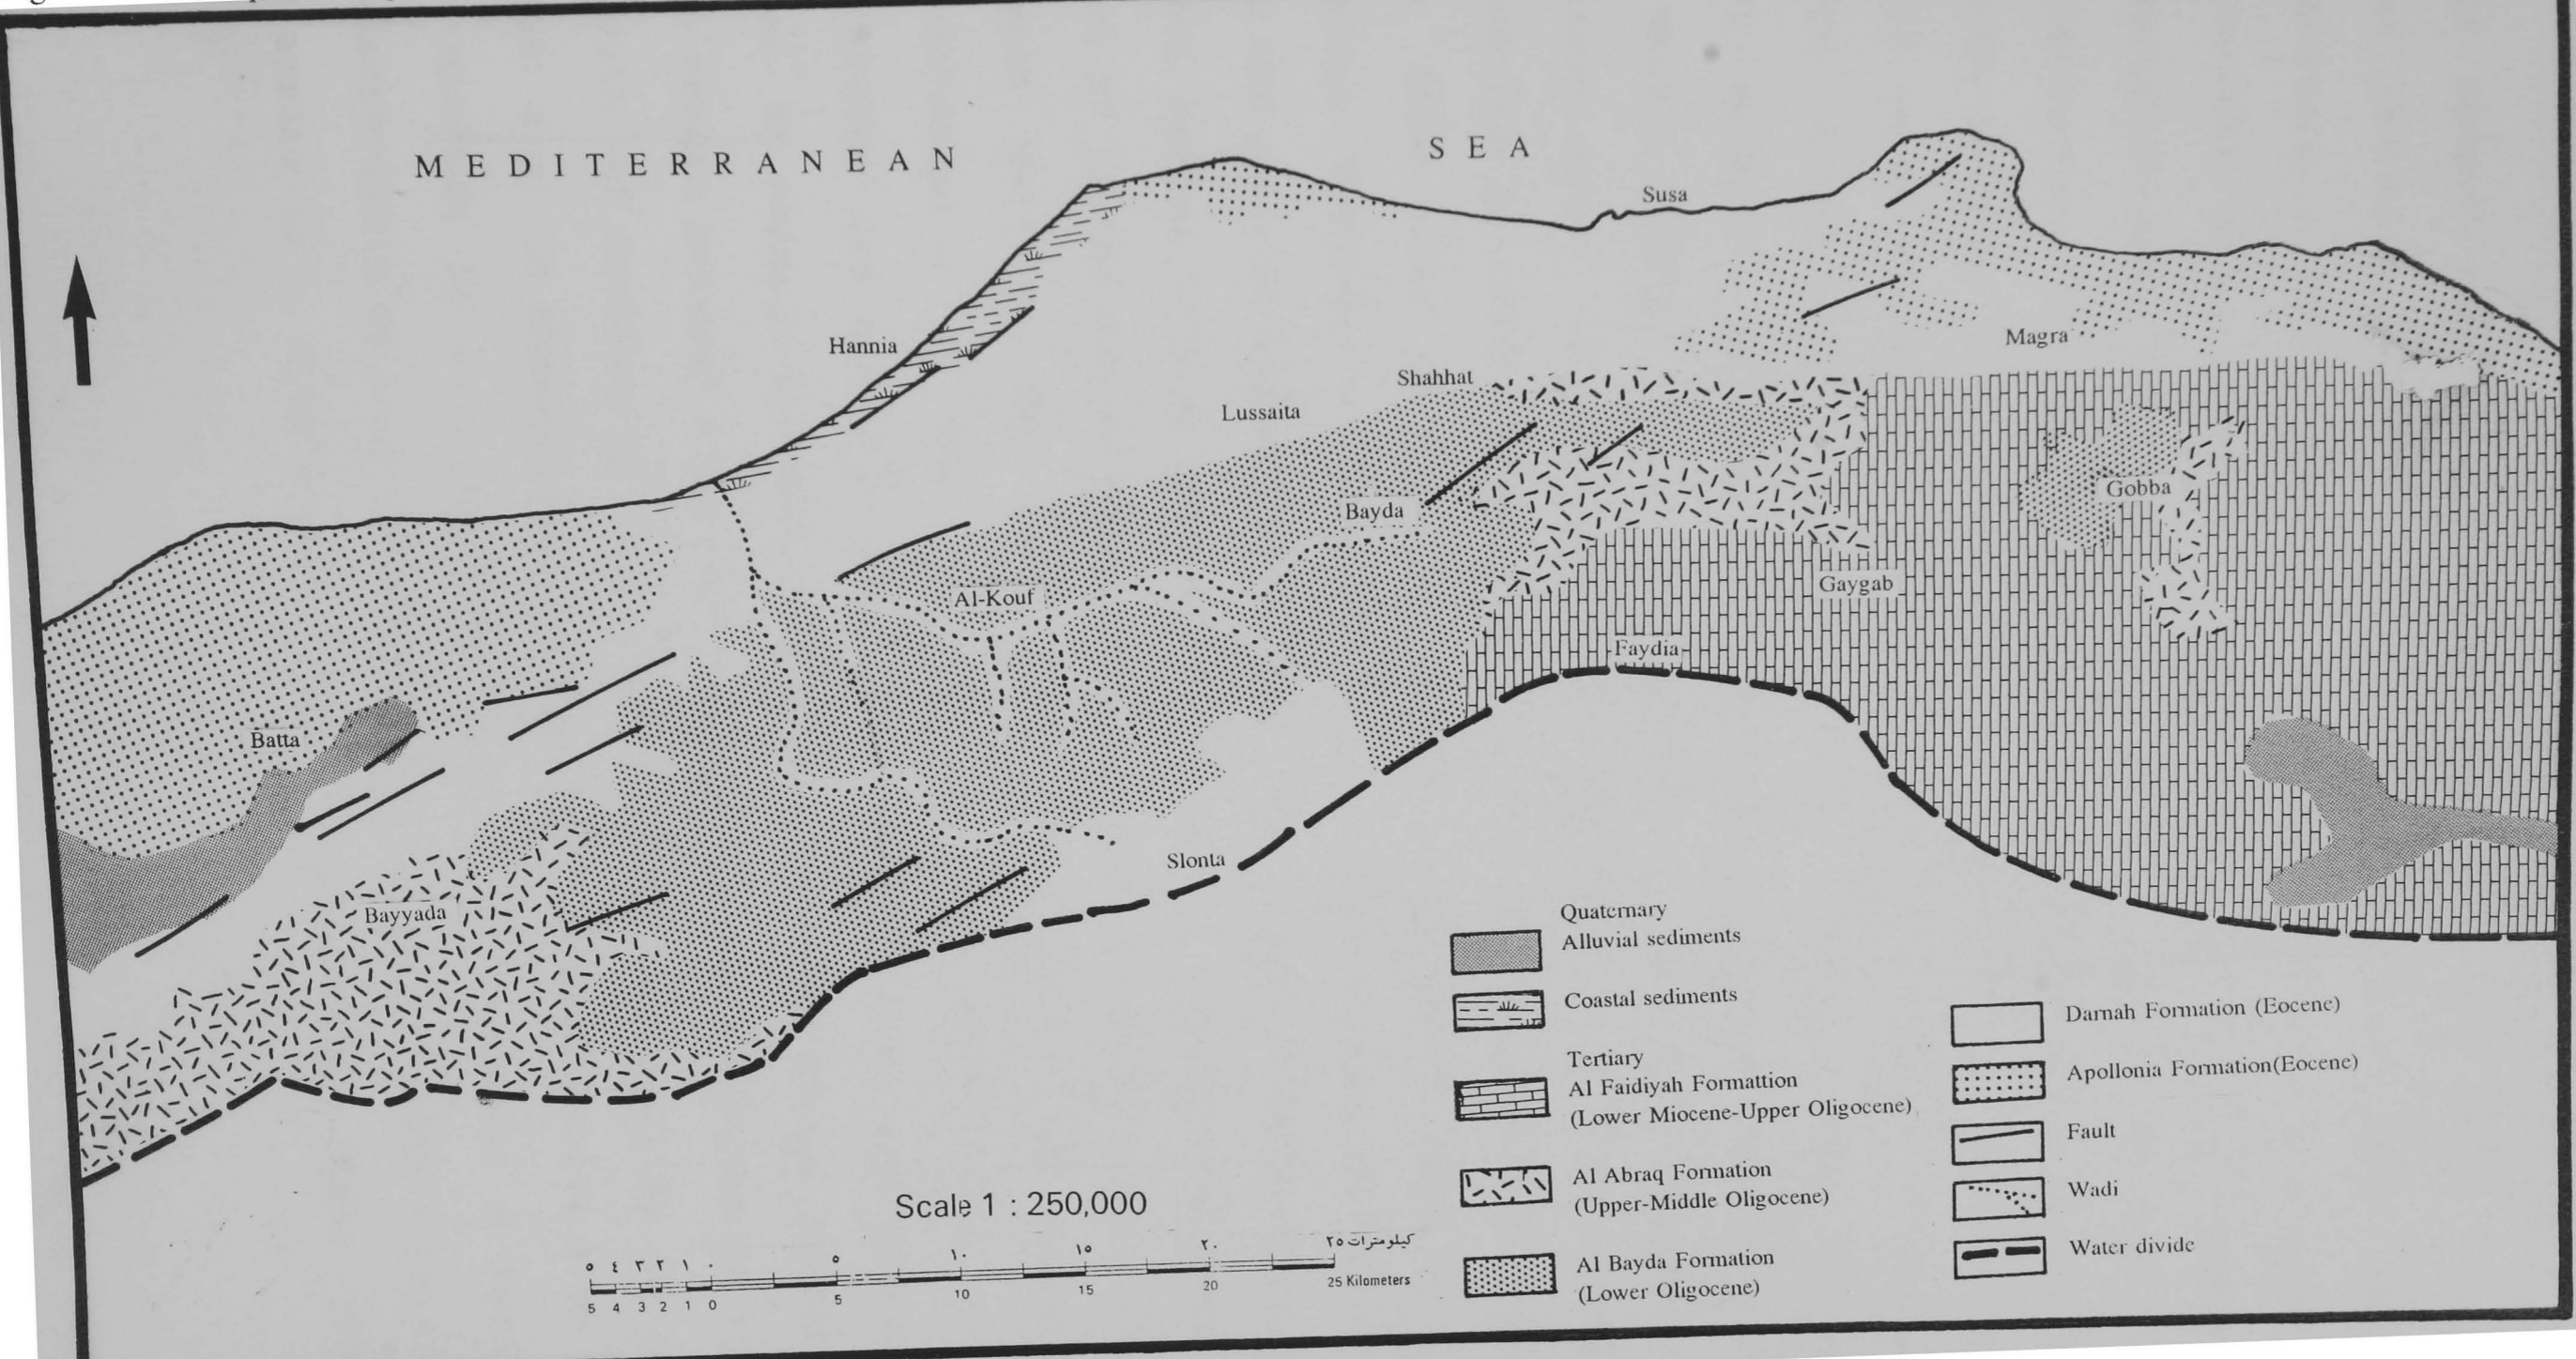 MEDITERRANEAN SEA
Susa
Hannia
Magra
Shahhat
Lussaita
Gobba
Bayda
Gaygab
Al-Kouf
Faydia
Batta
Slonta
Bayyada
Quaternary
Alluvial sediments
Coastal sediments
Tertiary
Al Faidiyah Formattion
(Lower Miocene-Upper Oligocene)
Al Abraq Formation
(Upper-Middle Oligocene)
Al Bayda Formation
(Lower Oligocene)
Darnah Formation (Eocene)
Apollonia Formation(Eocene)
Fault
Wadi
Water divide
Scale 1 : 250,000
٥ ٤ ٣ ٢ ١ ٠ ٥ ١٠ ١٥ ٢٠ ٢٥ كيلومترات
5 4 3 2 1 0 5 10 15 20 25 Kilometers